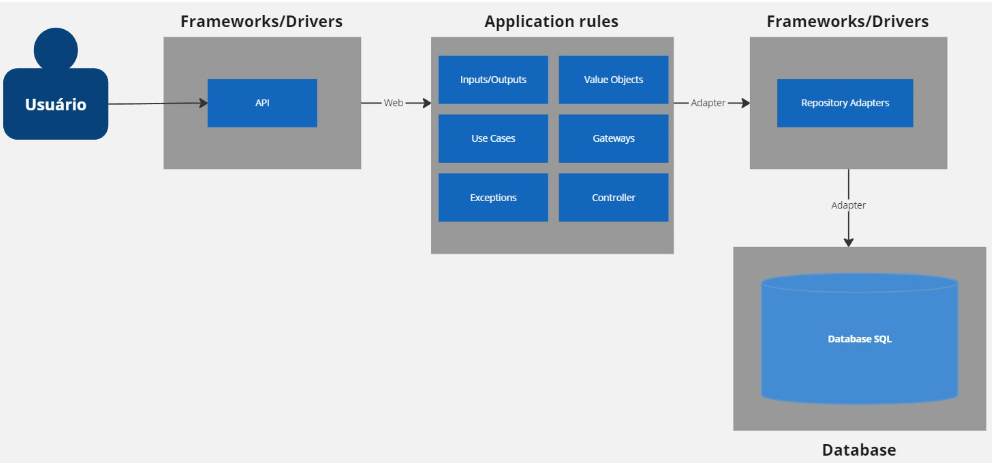 Frameworks/Drivers
Application rules
Frameworks/Drivers
Usuário
API
Web
Inputs/Outputs
Value Objects
Use Cases
Gateways
Exceptions
Controller
Adapter
Repository Adapters
Adapter
Database SQL
Database